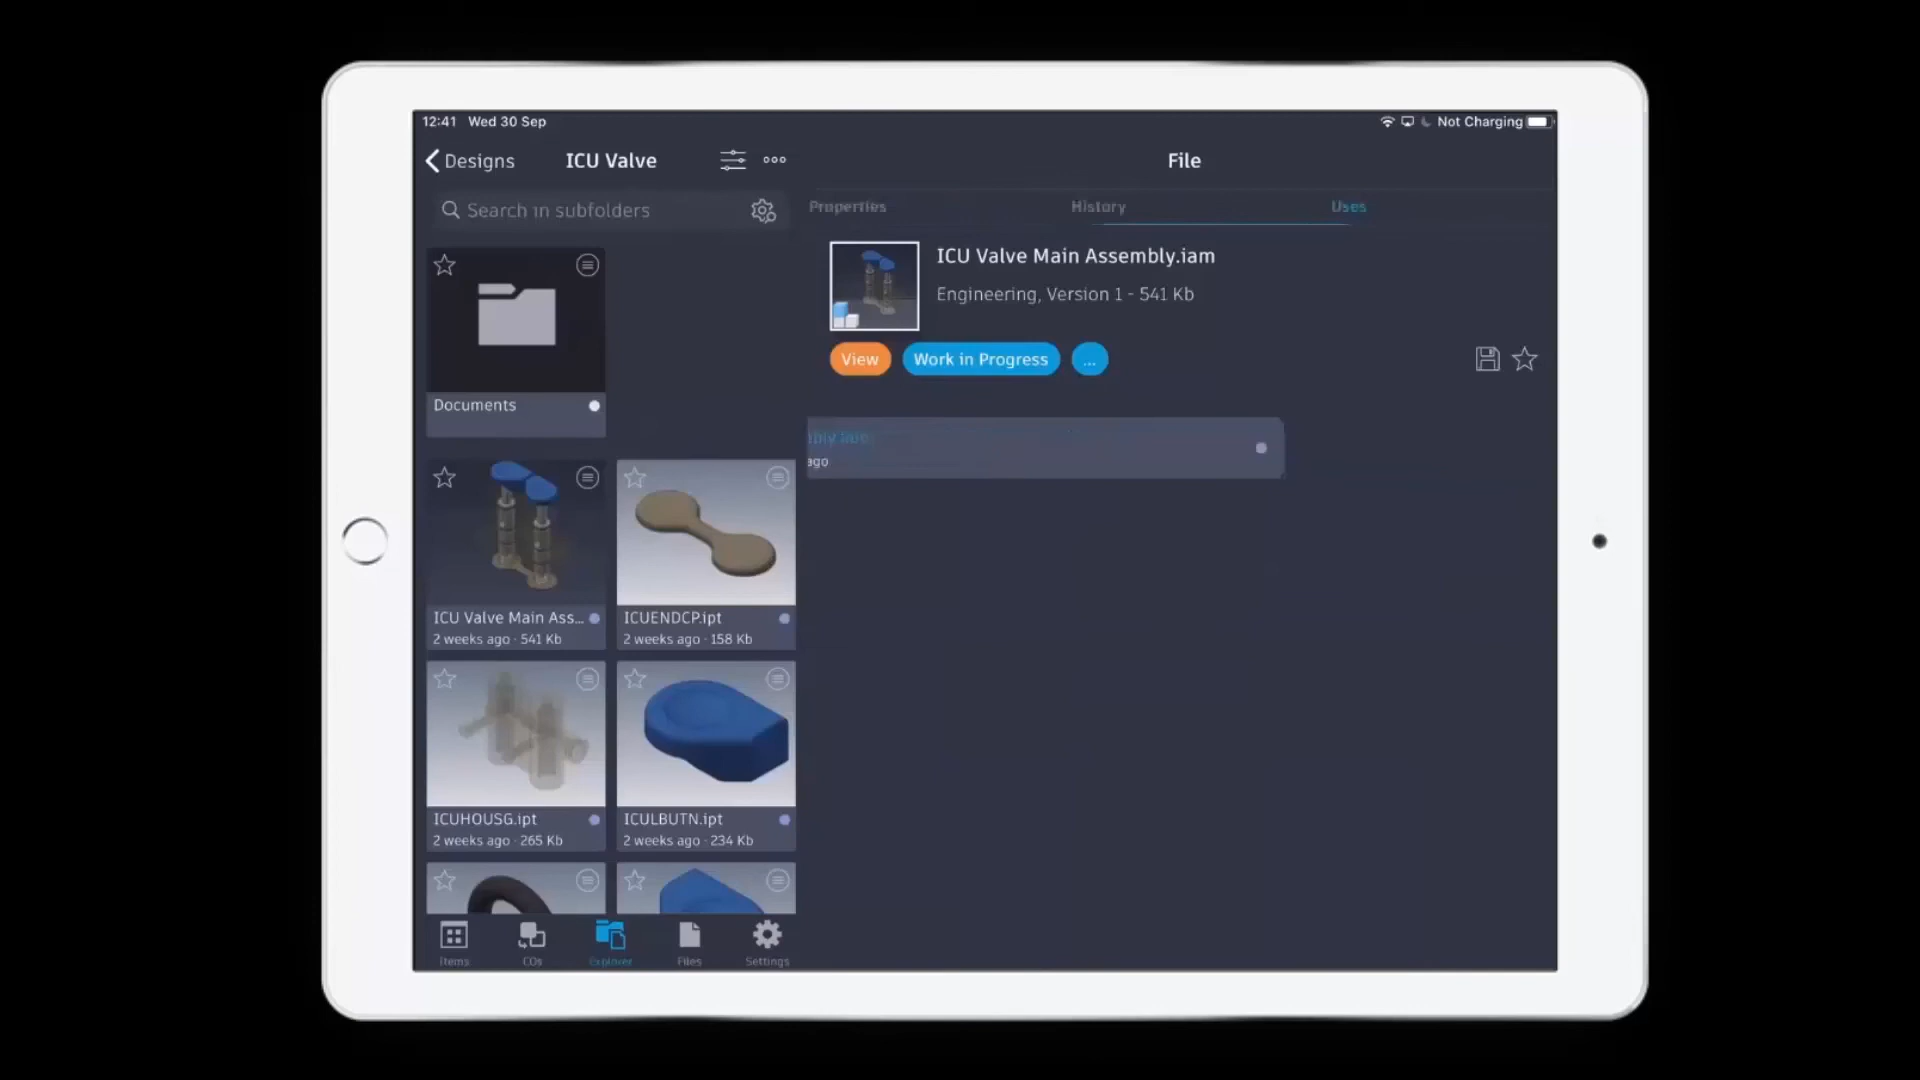 12:41 Wed 30 Sep
Not Charging
Designs
ICU Valve
File
Search in subfolders
Properties
History
Uses
ICU Valve Main Assembly.iam
Engineering, Version 1 - 541 Kb
View
Work in Progress
...
Documents
ago
ICU Valve Main Ass...
2 weeks ago · 541 Kb
ICUENDCP.ipt
2 weeks ago · 158 Kb
ICUHOUSG.ipt
2 weeks ago · 265 Kb
ICULBUTN.ipt
2 weeks ago · 234 Kb
Items
COs
Explorer
Files
Settings